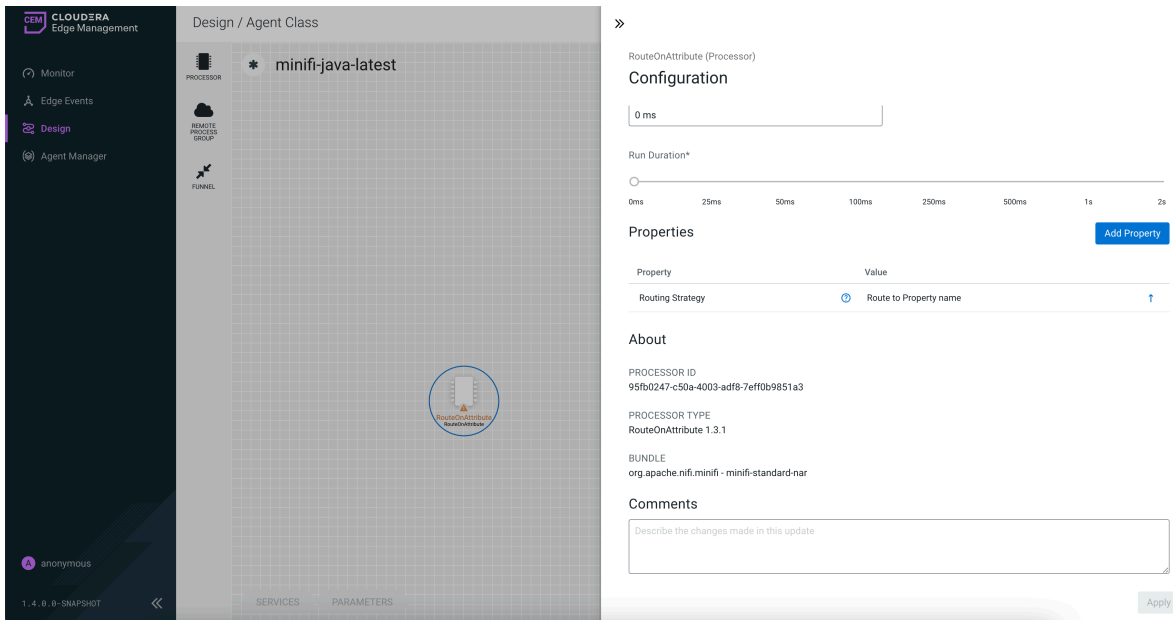 CEM
CLOUDERA
Edge Management
Monitor
Edge Events
Design
Agent Manager
A
anonymous
1.4.0.0-SNAPSHOT
Design / Agent Class
PROCESSOR
REMOTE
PROCESS
GROUP
FUNNEL
* minifi-java-latest
RouteOnAttribute
RouteOnAttribute
SERVICES
PARAMETERS
RouteOnAttribute (Processor)
Configuration
0 ms
Run Duration*
0ms 25ms 50ms 100ms 250ms 500ms 1s 2s
Properties
Add Property
Property Value
Routing Strategy Route to Property name
About
PROCESSOR ID
95fb0247-c50a-4003-adf8-7eff0b9851a3
PROCESSOR TYPE
RouteOnAttribute 1.3.1
BUNDLE
org.apache.nifi.minifi - minifi-standard-nar
Comments
Describe the changes made in this update
Apply